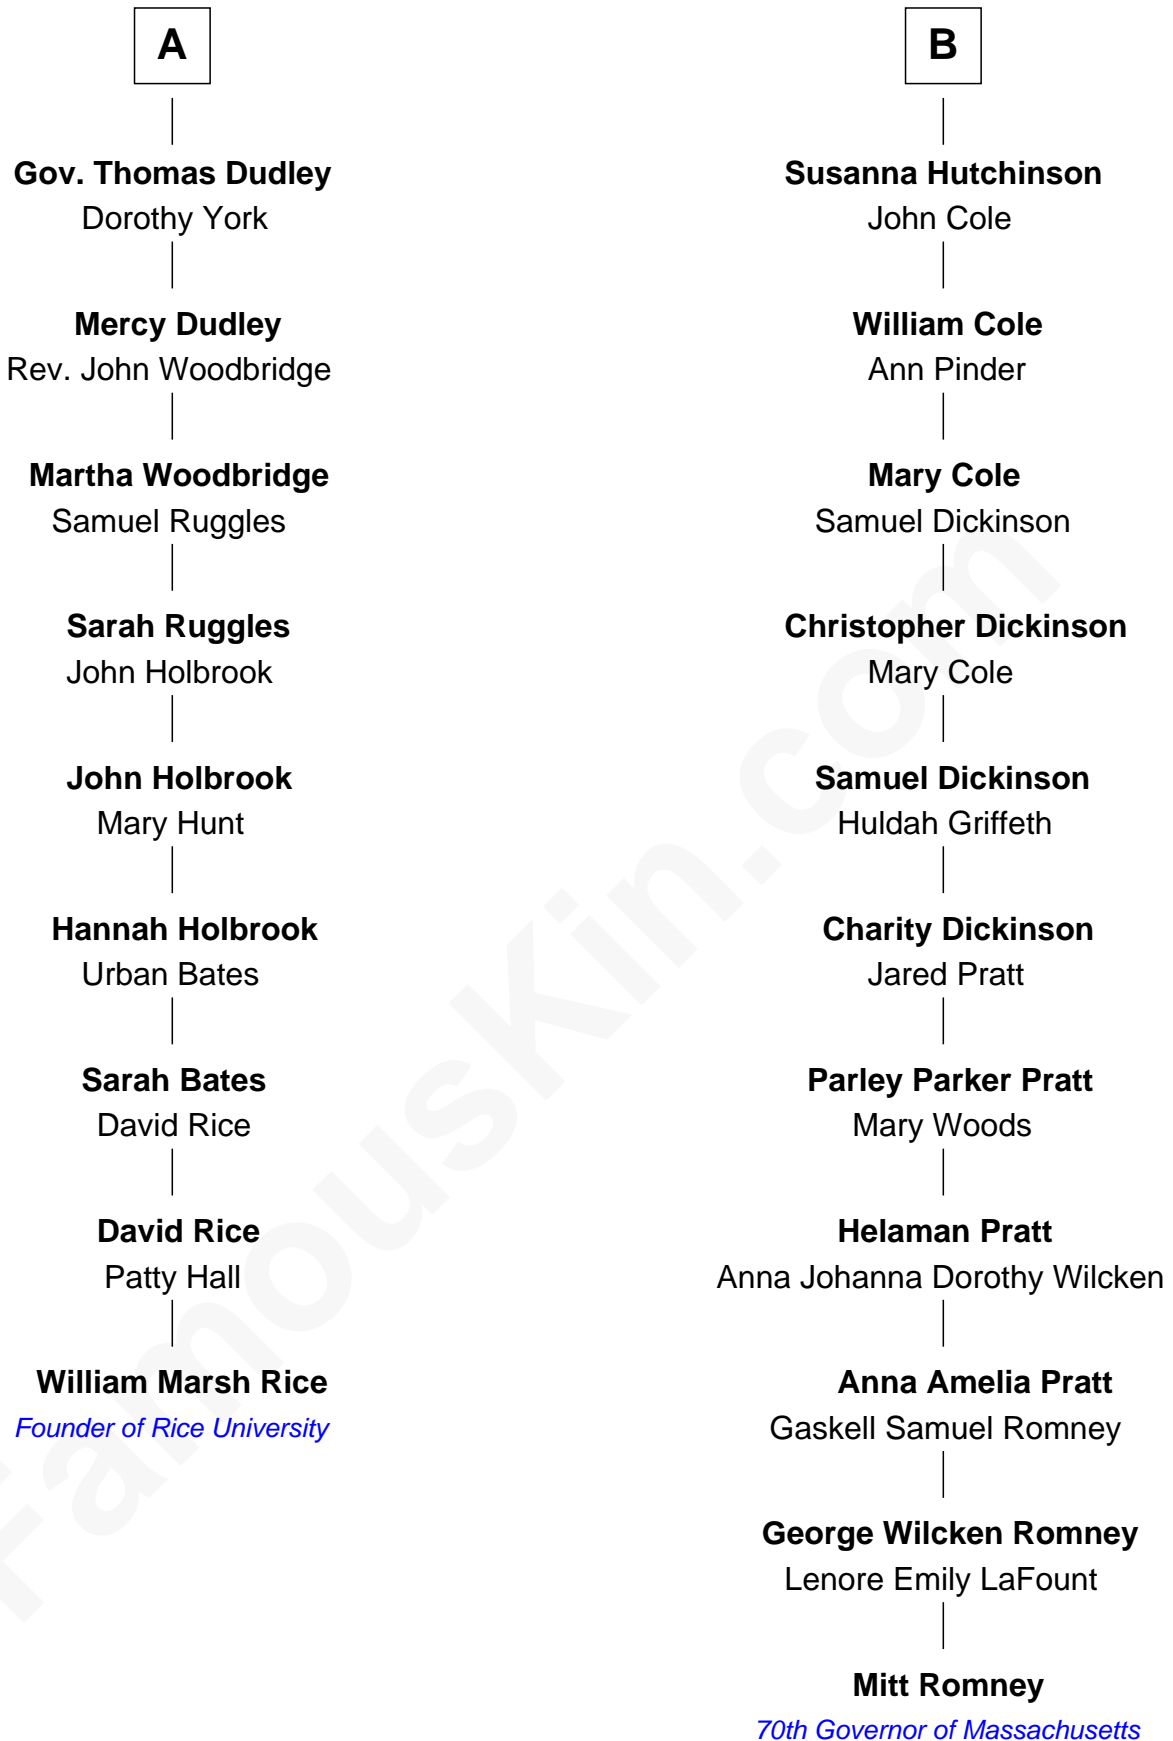 A
Gov. Thomas Dudley
Dorothy York
Mercy Dudley
Rev. John Woodbridge
Martha Woodbridge
Samuel Ruggles
Sarah Ruggles
John Holbrook
John Holbrook
Mary Hunt
Hannah Holbrook
Urban Bates
Sarah Bates
David Rice
David Rice
Patty Hall
William Marsh Rice
Founder of Rice University
B
Susanna Hutchinson
John Cole
William Cole
Ann Pinder
Mary Cole
Samuel Dickinson
Christopher Dickinson
Mary Cole
Samuel Dickinson
Huldah Griffeth
Charity Dickinson
Jared Pratt
Parley Parker Pratt
Mary Woods
Helaman Pratt
Anna Johanna Dorothy Wilcken
Anna Amelia Pratt
Gaskell Samuel Romney
George Wilcken Romney
Lenore Emily LaFount
Mitt Romney
70th Governor of Massachusetts
FamousKin.com